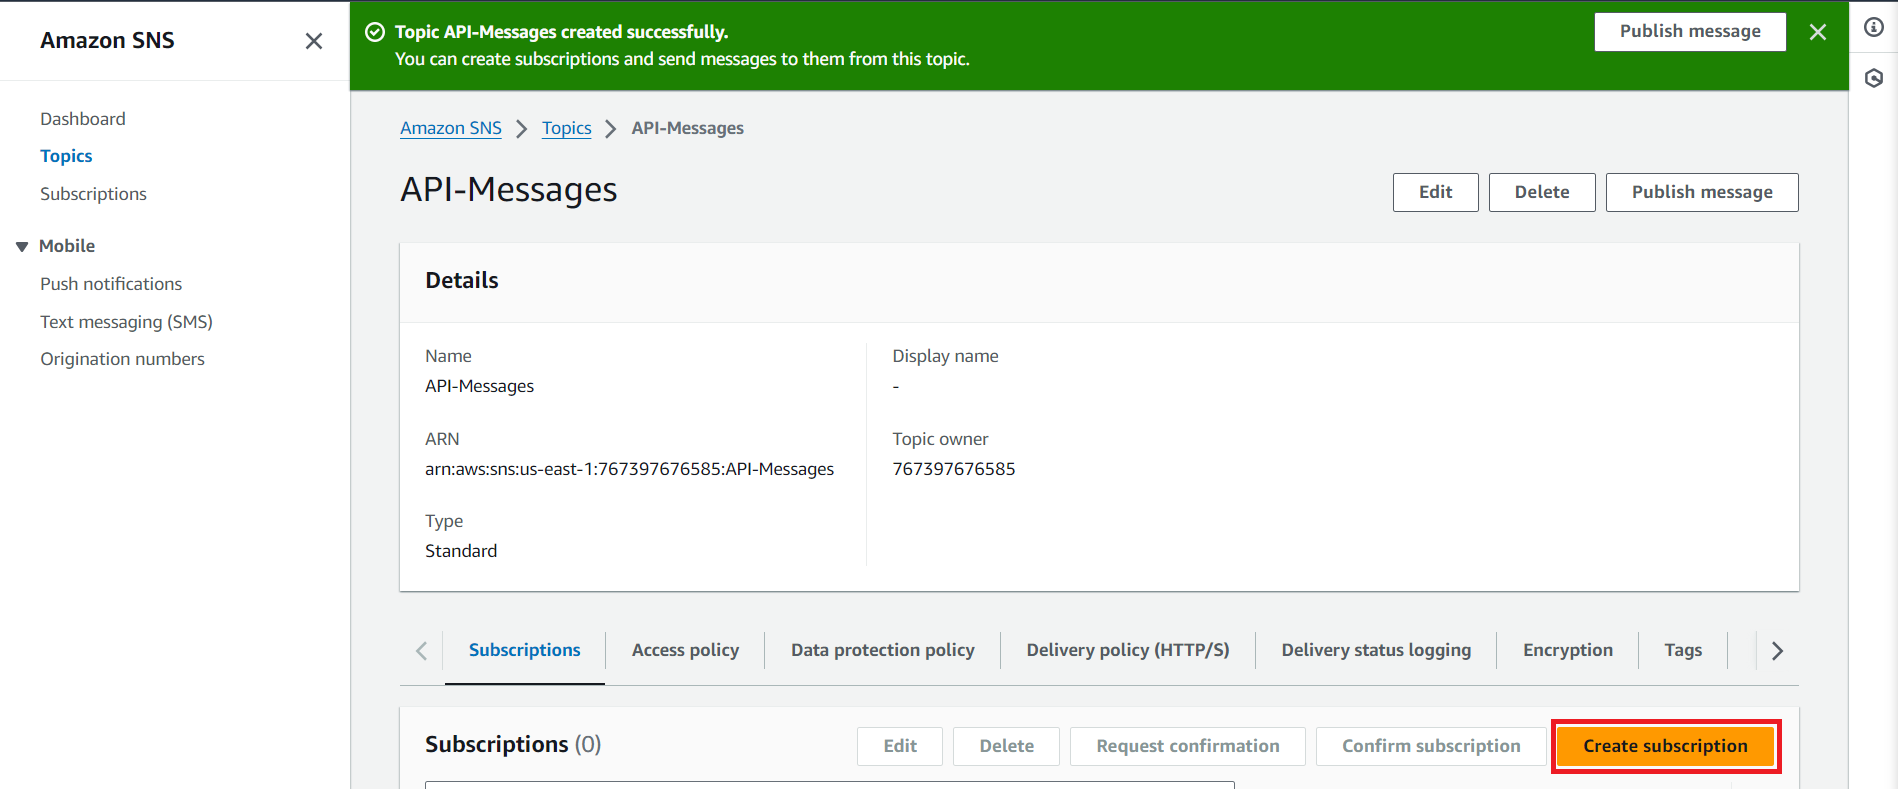 Amazon SNS
Dashboard
Topics
Subscriptions
Mobile
Push notifications
Text messaging (SMS)
Origination numbers
Topic API-Messages created successfully.
You can create subscriptions and send messages to them from this topic.
Publish message
Amazon SNS Topics API-Messages
API-Messages
Edit Delete Publish message
Details
Name
API-Messages
ARN
arn:aws:sns:us-east-1:767397676585:API-Messages
Type
Standard
Display name
-
Topic owner
767397676585
Subscriptions Access policy Data protection policy Delivery policy (HTTP/S) Delivery status logging Encryption Tags
Subscriptions (0)
Edit Delete Request confirmation Confirm subscription Create subscription